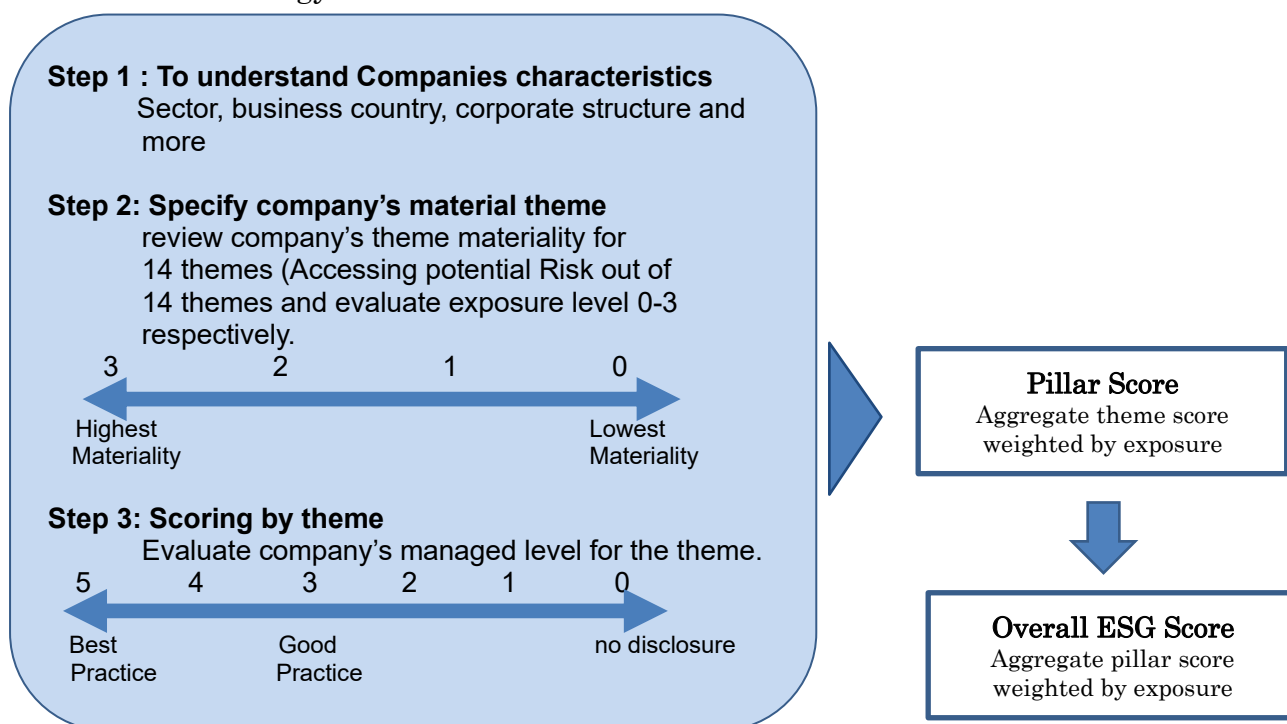 Step 1 : To understand Companies characteristics
Sector, business country, corporate structure and
more
Step 2: Specify company’s material theme
review company’s theme materiality for
14 themes (Accessing potential Risk out of
14 themes and evaluate exposure level 0-3
respectively.
3 2 1 0
Highest Lowest
Materiality Materiality
Step 3: Scoring by theme
Evaluate company’s managed level for the theme.
5 4 3 2 1 0
Best Good no disclosure
Practice Practice
Pillar Score
Aggregate theme score
weighted by exposure
Overall ESG Score
Aggregate pillar score
weighted by exposure